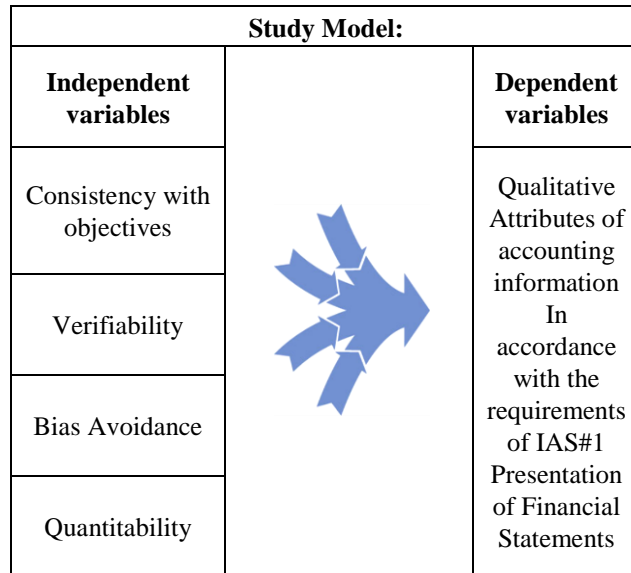 Study Model:
Independent
variables
Dependent
variables
Consistency with
objectives
Verifiability
Bias Avoidance
Quantitability
Qualitative
Attributes of
accounting
information
In
accordance
with the
requirements
of IAS#1
Presentation
of Financial
Statements